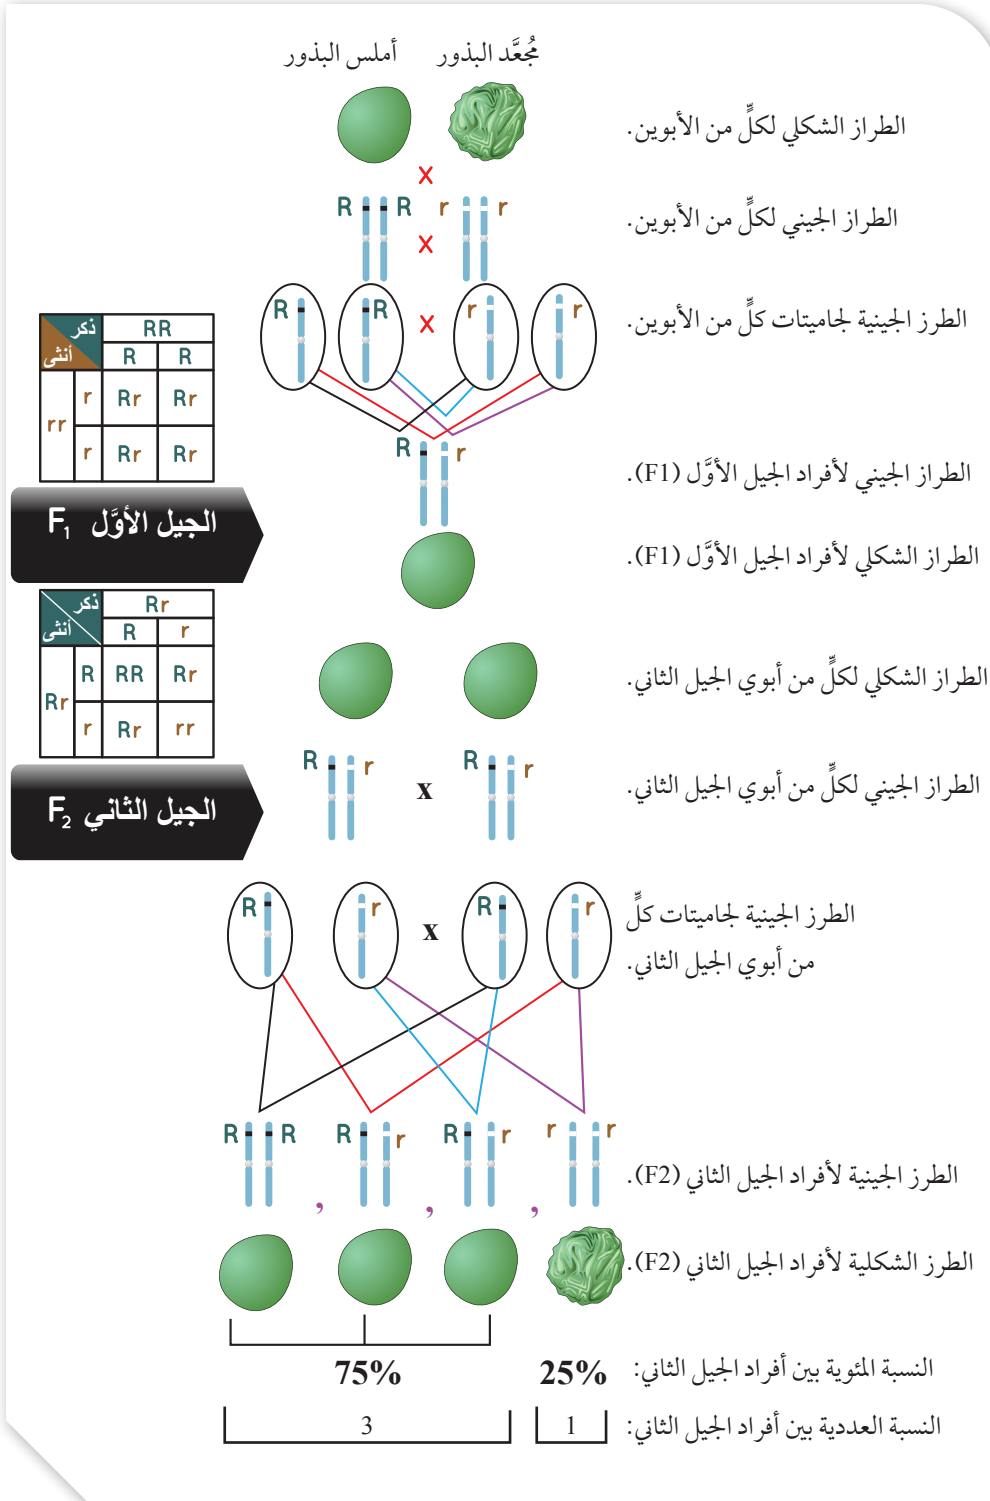 مُجعَّد البذور أملس البذور
الطراز الشكلي لكلٍّ من الأبوين.
x
الطراز الجيني لكلٍّ من الأبوين.
R R r r
x
الطرز الجينية لجاميتات كلٍّ من الأبوين.
R R x r r
ذكر RR
أنثى R R
rr r Rr Rr
r Rr Rr
R r
الطراز الجيني لأفراد الجيل الأوَّل (F1).
الجيل الأوَّل F1
الطراز الشكلي لأفراد الجيل الأوَّل (F1).
ذكر Rr
أنثى R r
Rr R RR Rr
r Rr rr
الطراز الشكلي لكلٍّ من أبوي الجيل الثاني.
الطراز الجيني لكلٍّ من أبوي الجيل الثاني.
R r x R r
الجيل الثاني F2
الطرز الجينية لجاميتات كلٍّ
من أبوي الجيل الثاني.
R r x R r
R R , R r , R r , r r
الطرز الجينية لأفراد الجيل الثاني (F2).
الطرز الشكلية لأفراد الجيل الثاني (F2).
النسبة المئوية بين أفراد الجيل الثاني: 25% 75%
النسبة العددية بين أفراد الجيل الثاني: 1 3